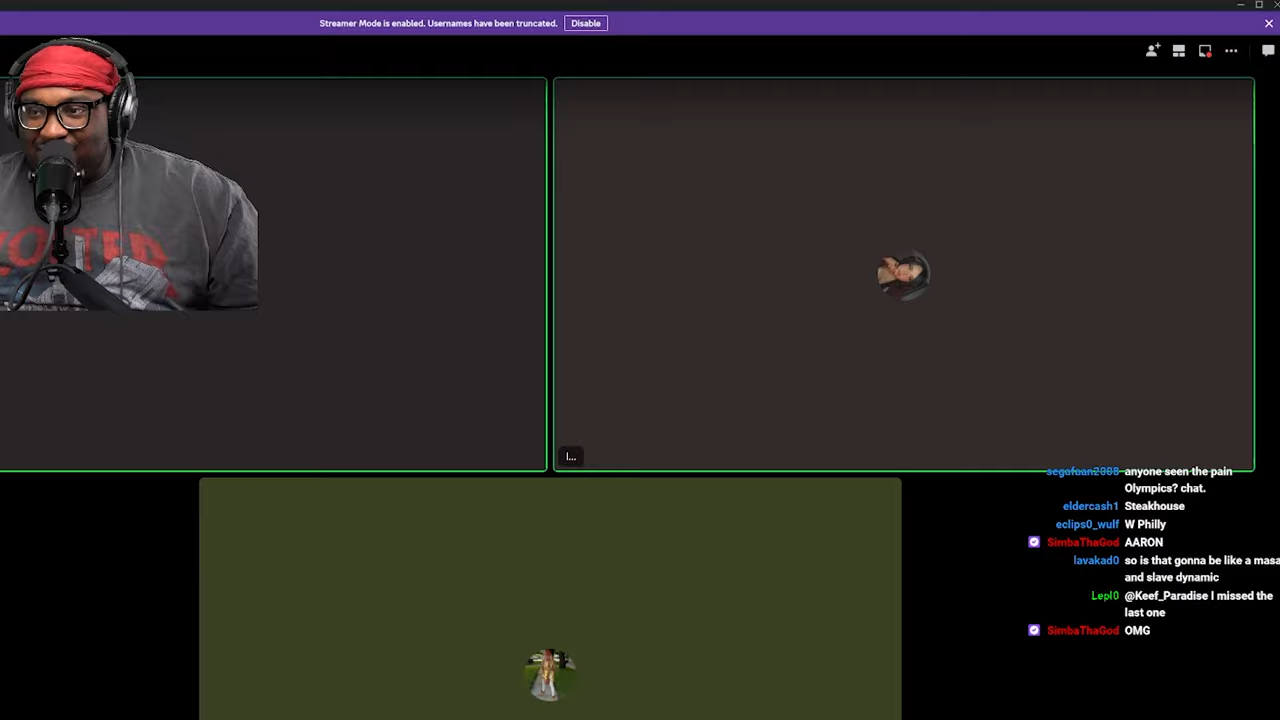 Streamer Mode is enabled. Usernames have been truncated. Disable
I...
segafaan2008 anyone seen the pain
Olympics? chat.
eldercash1 Steakhouse
eclips0_wulf W Philly
SimbaThaGod AARON
lavakad0 so is that gonna be like a masa
and slave dynamic
Lepl0 @Keef_Paradise I missed the
last one
SimbaThaGod OMG